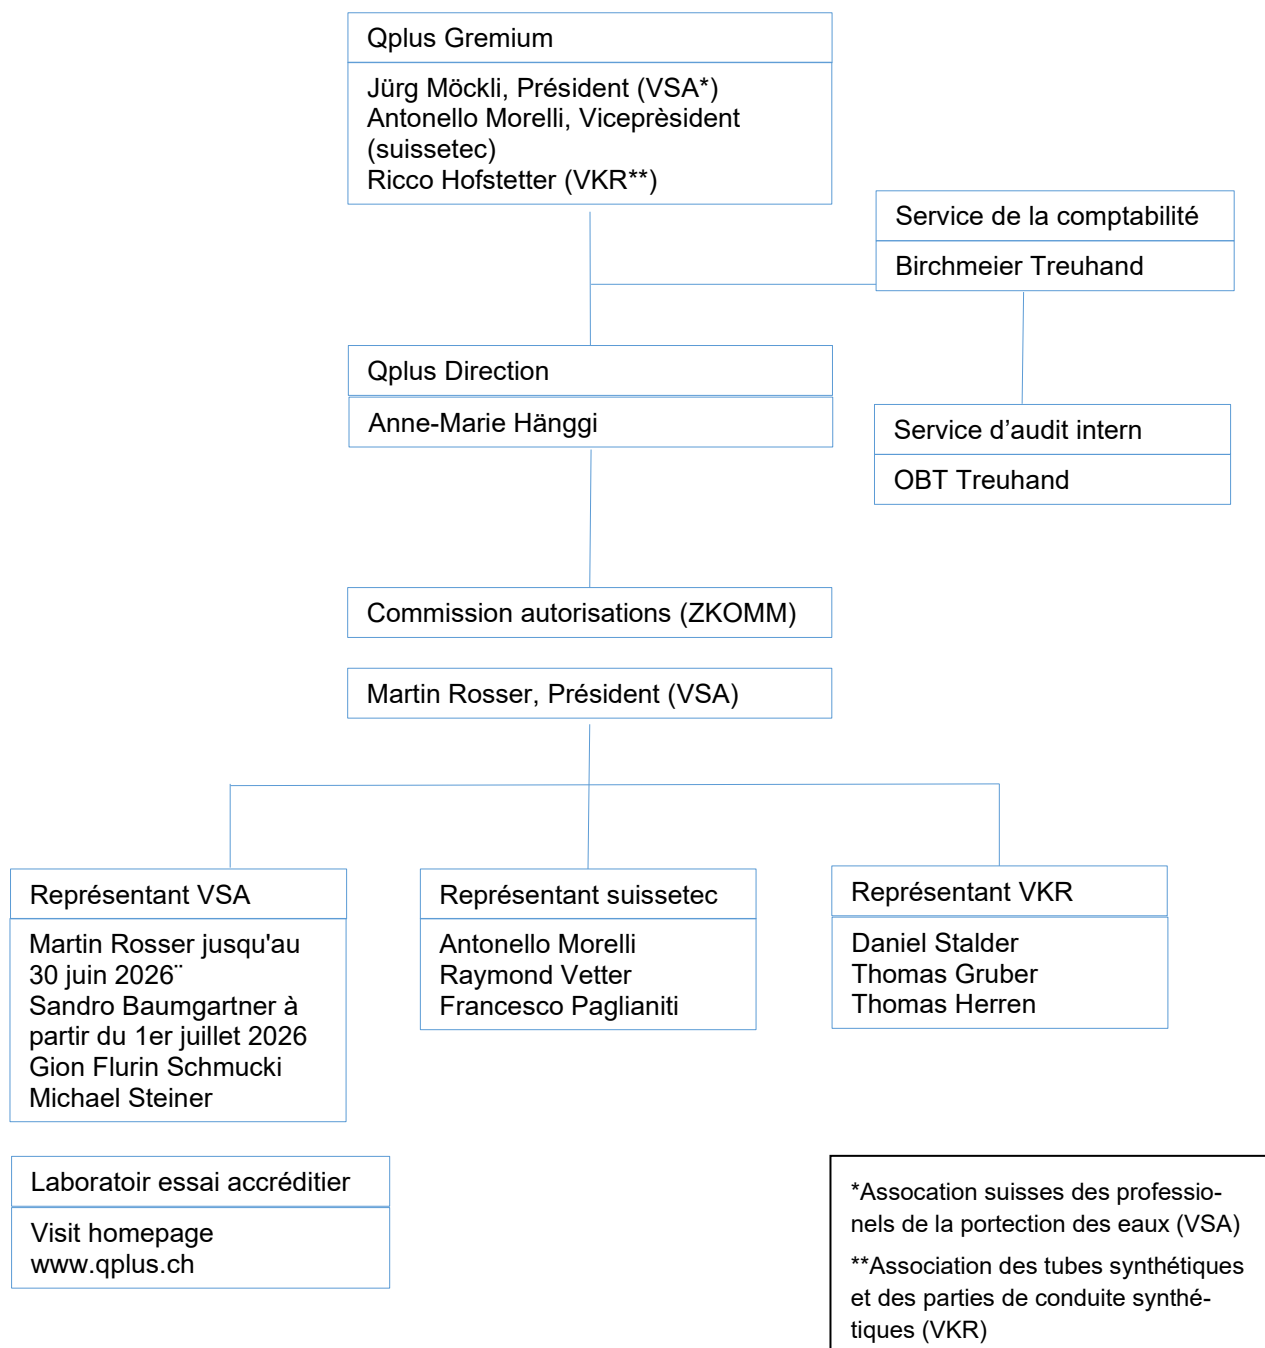 Qplus Gremium
Jürg Möckli, Président (VSA*)
Antonello Morelli, Viceprèsident
(suissetec)
Ricco Hofstetter (VKR**)
Service de la comptabilité
Birchmeier Treuhand
Qplus Direction
Anne-Marie Hänggi
Service d’audit intern
OBT Treuhand
Commission autorisations (ZKOMM)
Martin Rosser, Président (VSA)
Représentant VSA
Martin Rosser jusqu'au
30 juin 2026¨
Sandro Baumgartner à
partir du 1er juillet 2026
Gion Flurin Schmucki
Michael Steiner
Représentant suissetec
Antonello Morelli
Raymond Vetter
Francesco Paglianiti
Représentant VKR
Daniel Stalder
Thomas Gruber
Thomas Herren
Laboratoir essai accréditier
Visit homepage
www.qplus.ch
*Assocation suisses des professio-
nels de la portection des eaux (VSA)
**Association des tubes synthétiques
et des parties de conduite synthé-
tiques (VKR)